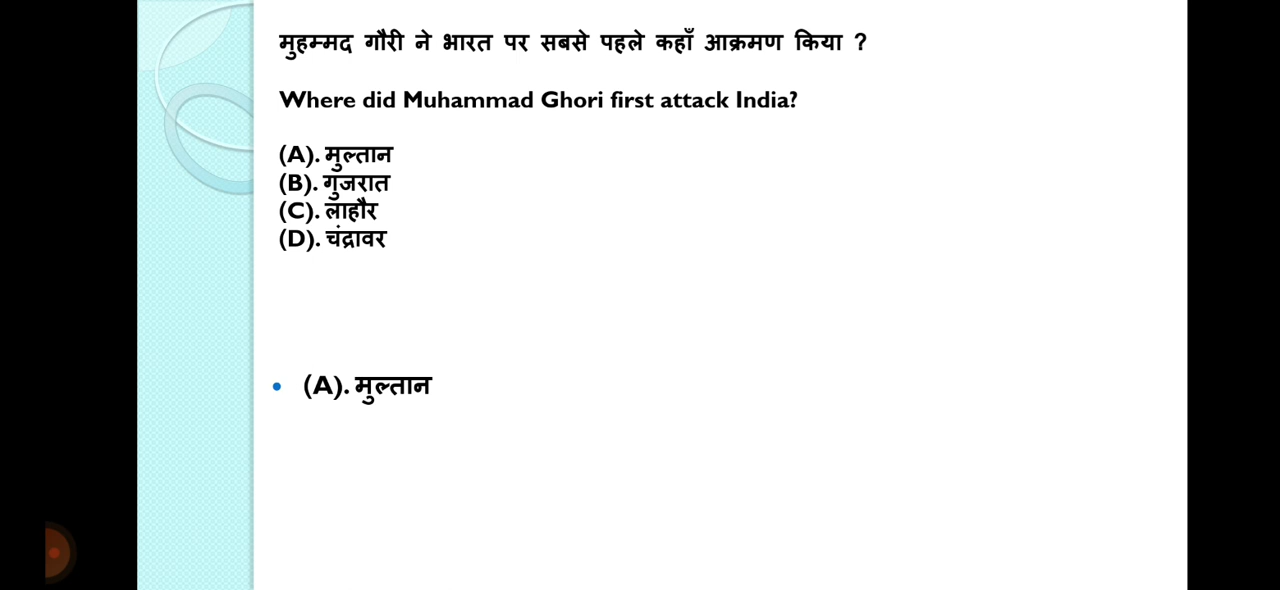 मुहम्मद गौरी ने भारत पर सबसे पहले कहाँ आक्रमण किया ?
Where did Muhammad Ghori first attack India?
(A). मुल्तान
(B). गुजरात
(C). लाहौर
(D). चंद्रावर
• (A). मुल्तान